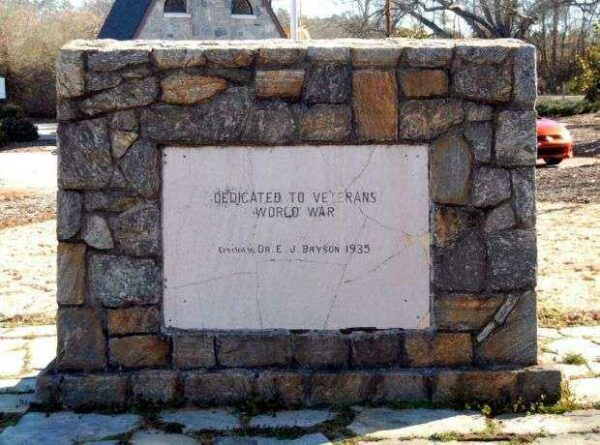 DEDICATED TO VETERANS
WORLD WAR
Erected by DR. E. J. BRYSON 1935